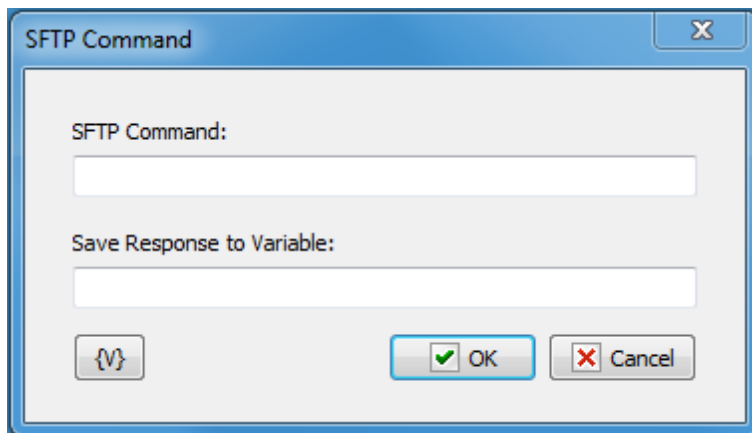 SFTP Command
SFTP Command:
Save Response to Variable:
{V} OK Cancel